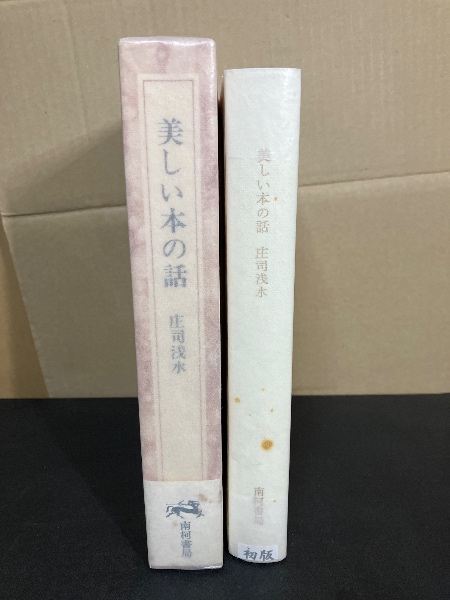 美しい本の話
庄司浅水
南柯書局
美しい本の話 庄司浅水
南柯書局
初版